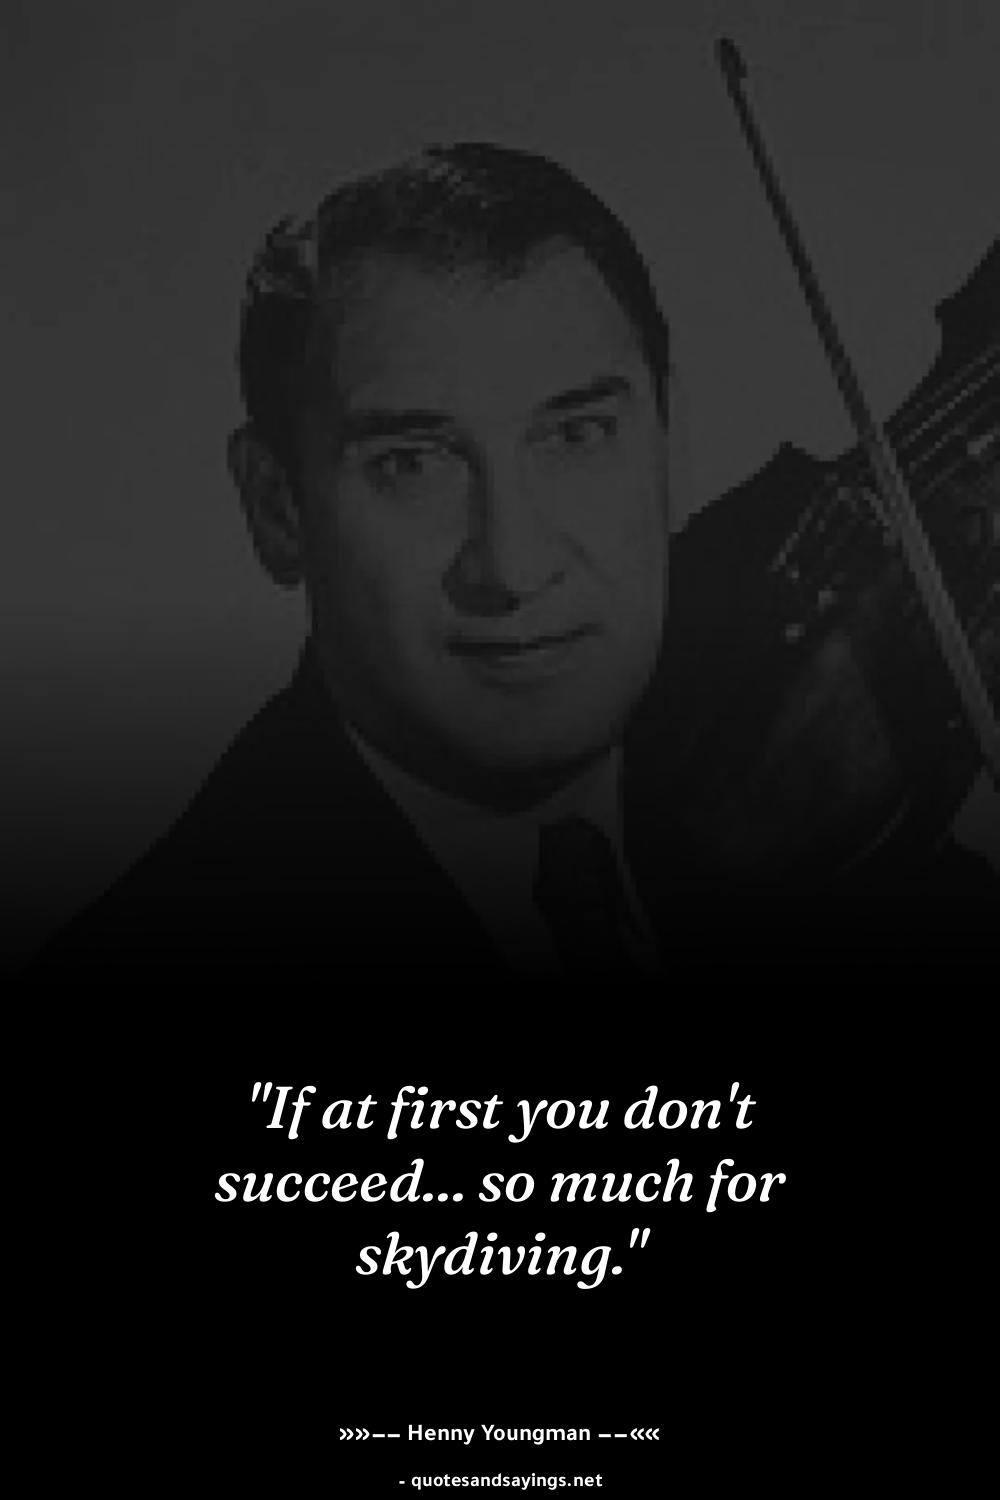 "If at first you don't
succeed... so much for
skydiving."
»»−− Henny Youngman −−««
- quotesandsayings.net